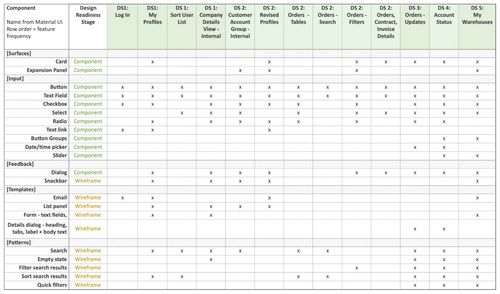 Component
Name from Material UI
Row order = feature
frequency
Design
Readiness
Stage
DS1:
Log In
DS1:
My
Profiles
DS 1:
Sort User
List
DS 1:
Company
Details
View -
Internal
DS 2:
Customer
Account
Group -
Internal
DS 2:
Revised
Profiles
DS 2:
Orders -
Tables
DS 2:
Orders -
Search
DS 2:
Orders -
Filters
DS 2:
Orders,
Contract,
Invoice
Details
DS 3:
Orders -
Updates
DS 4:
Account
Status
DS 5:
My
Warehouses
[Surfaces]
Card Component x x x x x x x
Expansion Panel Component x x x x
[Input]
Button Component x x x x x x x x x x x x x
Text Field Component x x x x x x x x x x x x x
Checkbox Component x x x x x x x x x
Select Component x x x x x x x x
Radio Component x x x x x x x
Text link Component x x x
Button Groups Component x x
Date/time picker Component x x
Slider Component x x
[Feedback]
Dialog Component x x x x x x x x x
Snackbar Wireframe x x x x x
[Templates]
Email Wireframe x x x x
List panel Wireframe x x x x
Form - text fields, Wireframe x x
Details dialog - heading,
tabs, label + body text Wireframe x x
[Patterns]
Search Wireframe x x x x x x x x x
Empty state Wireframe x x x x
Filter search results Wireframe x x x x
Sort search results Wireframe x x x x x x x
Quick filters Wireframe x x x